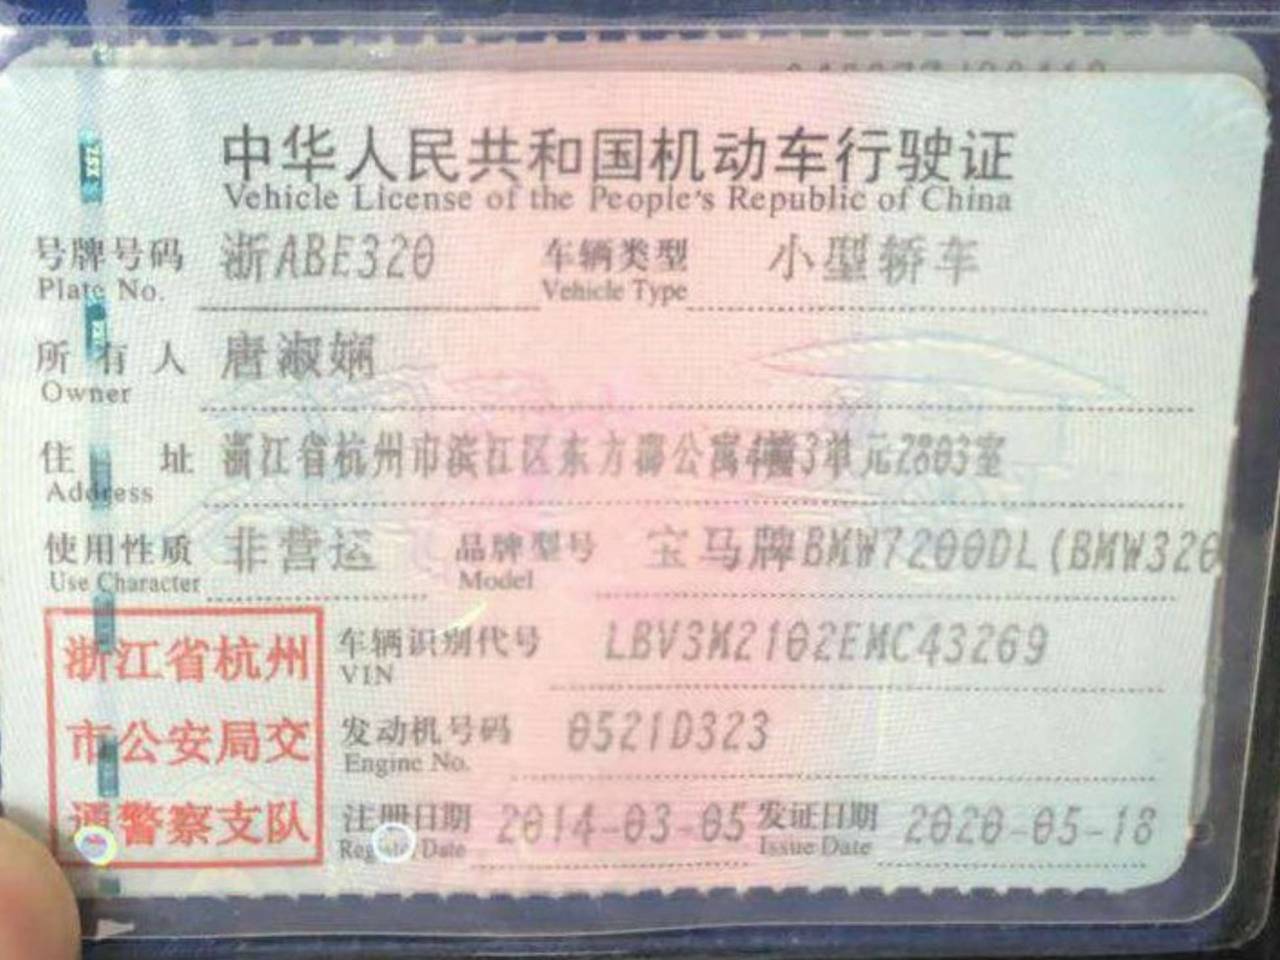 中华人民共和国机动车行驶证
Vehicle License of the People's Republic of China
号牌号码 浙ABE320 车辆类型 小型轿车
Plate No. Vehicle Type
所有人 唐淑娴
Owner
住址 浙江省杭州市滨江区东方郡公寓4幢3单元2803室
Address
使用性质 非营运 品牌型号 宝马牌BMW7200DL(BMW320
Use Character Model
浙江省杭州
市公安局交
通警察支队
车辆识别代号 LBV3M2102EMC43269
VIN
发动机号码 0521D323
Engine No.
注册日期 2014-03-05 发证日期 2020-05-18
Register Date Issue Date